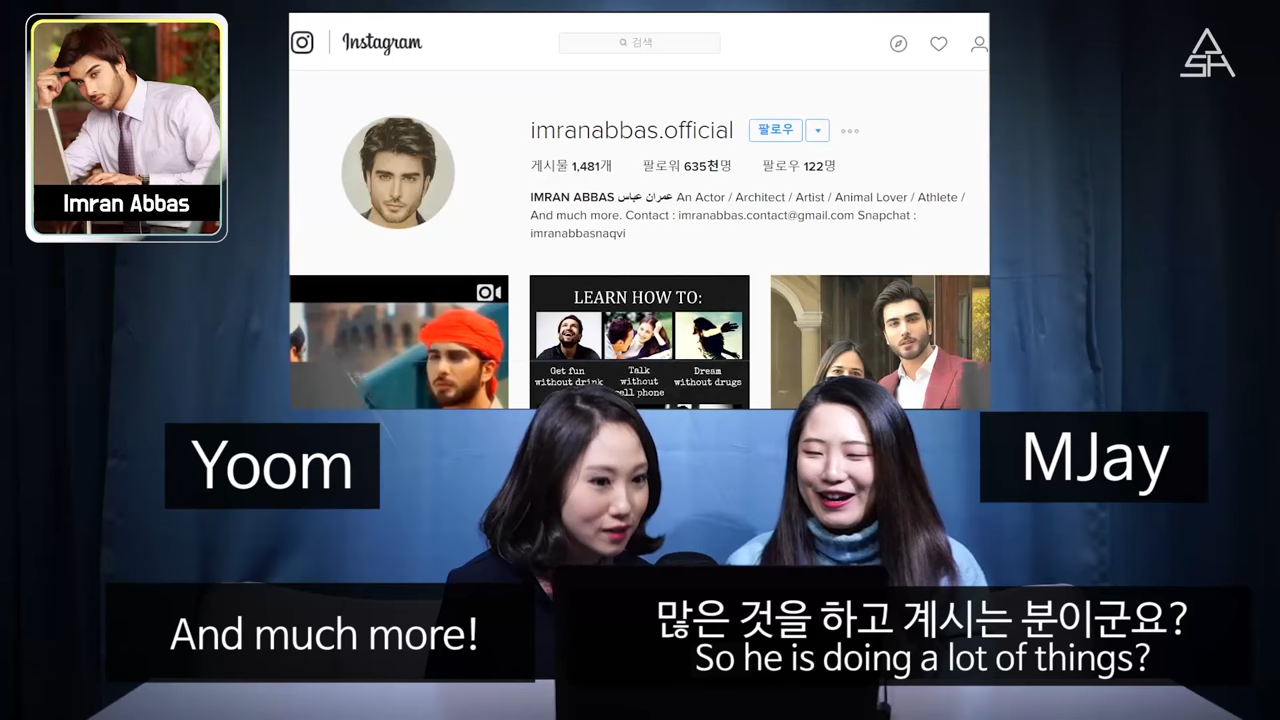 Imran Abbas
Instagram
검색
ASH
imranabbas.official
팔로우
게시물 1,481개 팔로워 635천명 팔로우 122명
IMRAN ABBAS عمران عباس An Actor / Architect / Artist / Animal Lover / Athlete /
And much more. Contact : imranabbas.contact@gmail.com Snapchat :
imranabbasnaqvi
LEARN HOW TO:
Get fun
without drink
Talk
without
cell phone
Dream
without drugs
Yoom
MJay
And much more!
많은 것을 하고 계시는 분이군요?
So he is doing a lot of things?